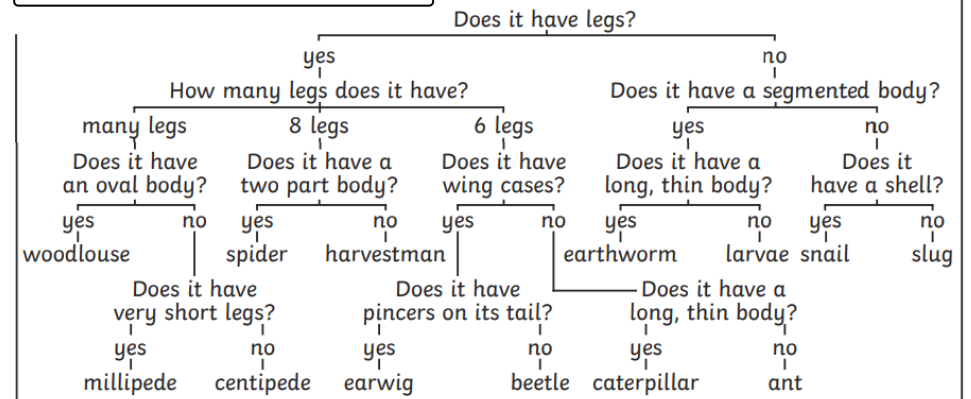 Does it have legs?
yes no
How many legs does it have? Does it have a segmented body?
many legs 8 legs 6 legs yes no
Does it have Does it have a Does it have Does it have a Does it
an oval body? two part body? wing cases? long, thin body? have a shell?
yes no yes no yes no yes no yes no
woodlouse spider harvestman earthworm larvae snail slug
Does it have Does it have Does it have a
very short legs? pincers on its tail? long, thin body?
yes no yes no yes no
millipede centipede earwig beetle caterpillar ant